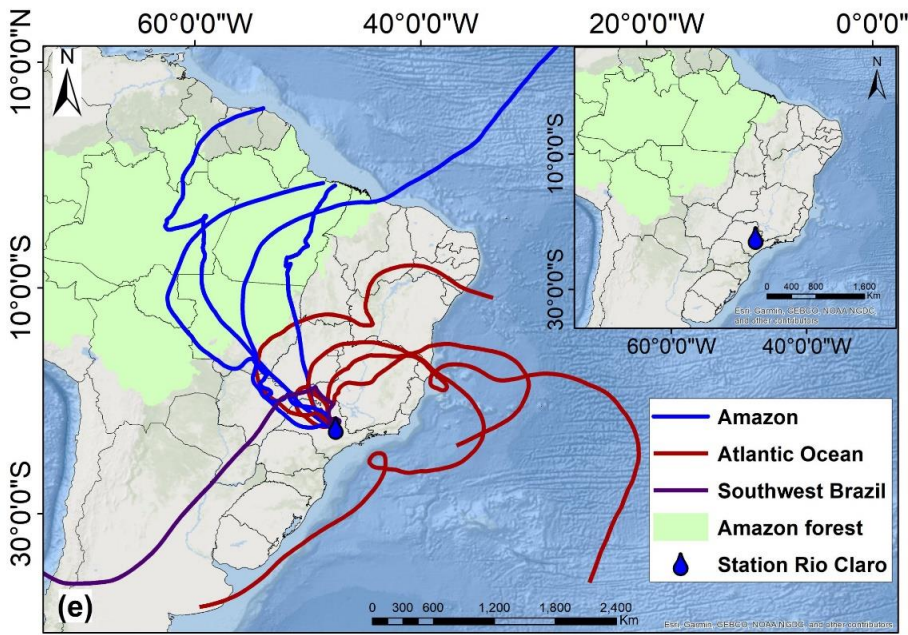 60°0'0"W
40°0'0"W
20°0'0"W
0°0'0"
10°0'0"N
10°0'0"S
30°0'0"S
N
N
10°0'0"S
30°0'0"S
0 400 800 1,600
Km
Esri, Garmin, GEBCO, NOAA NGDC,
and other contributors
60°0'0"W
40°0'0"W
Amazon
Atlantic Ocean
Southwest Brazil
Amazon forest
Station Rio Claro
(e)
0 300 600 1,200 1,800 2,400
Km
Esri, Garmin, GEBCO, NOAA NGDC, and other contributors